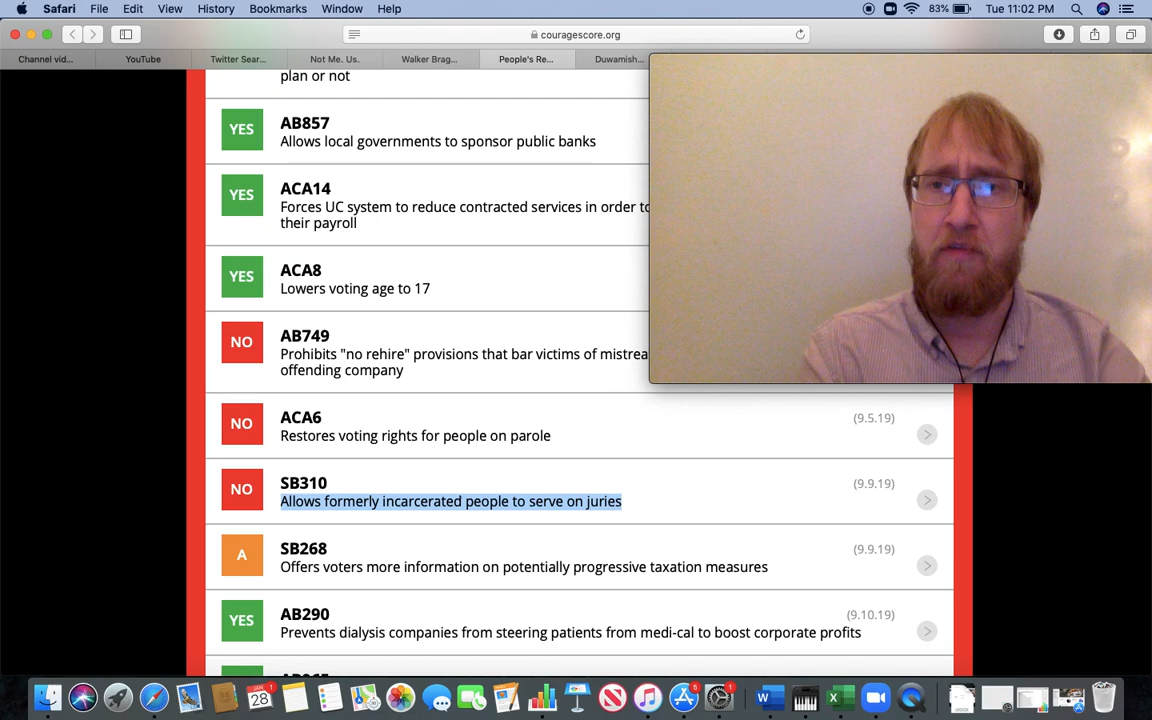 Safari File Edit View History Bookmarks Window Help 83% Tue 11:02 PM
couragescore.org
Channel vid... YouTube Twitter Sear... Not Me. Us. Walker Brag... People's Re... Duwamish...
plan or not
YES AB857
Allows local governments to sponsor public banks
YES ACA14
Forces UC system to reduce contracted services in order to
their payroll
YES ACA8
Lowers voting age to 17
NO AB749
Prohibits "no rehire" provisions that bar victims of mistrea
offending company
NO ACA6 (9.5.19)
Restores voting rights for people on parole
NO SB310 (9.9.19)
Allows formerly incarcerated people to serve on juries
A SB268 (9.9.19)
Offers voters more information on potentially progressive taxation measures
YES AB290 (9.10.19)
Prevents dialysis companies from steering patients from medi-cal to boost corporate profits
JAN 1 28 6 1